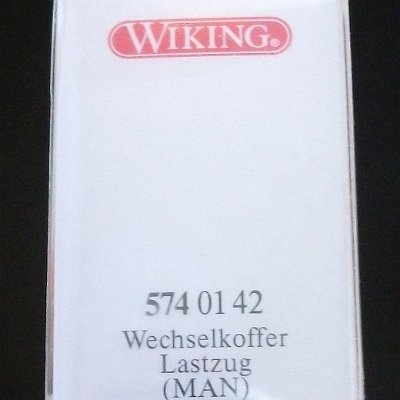 WIKING®
574 01 42
Wechselkoffer
Lastzug
(MAN)